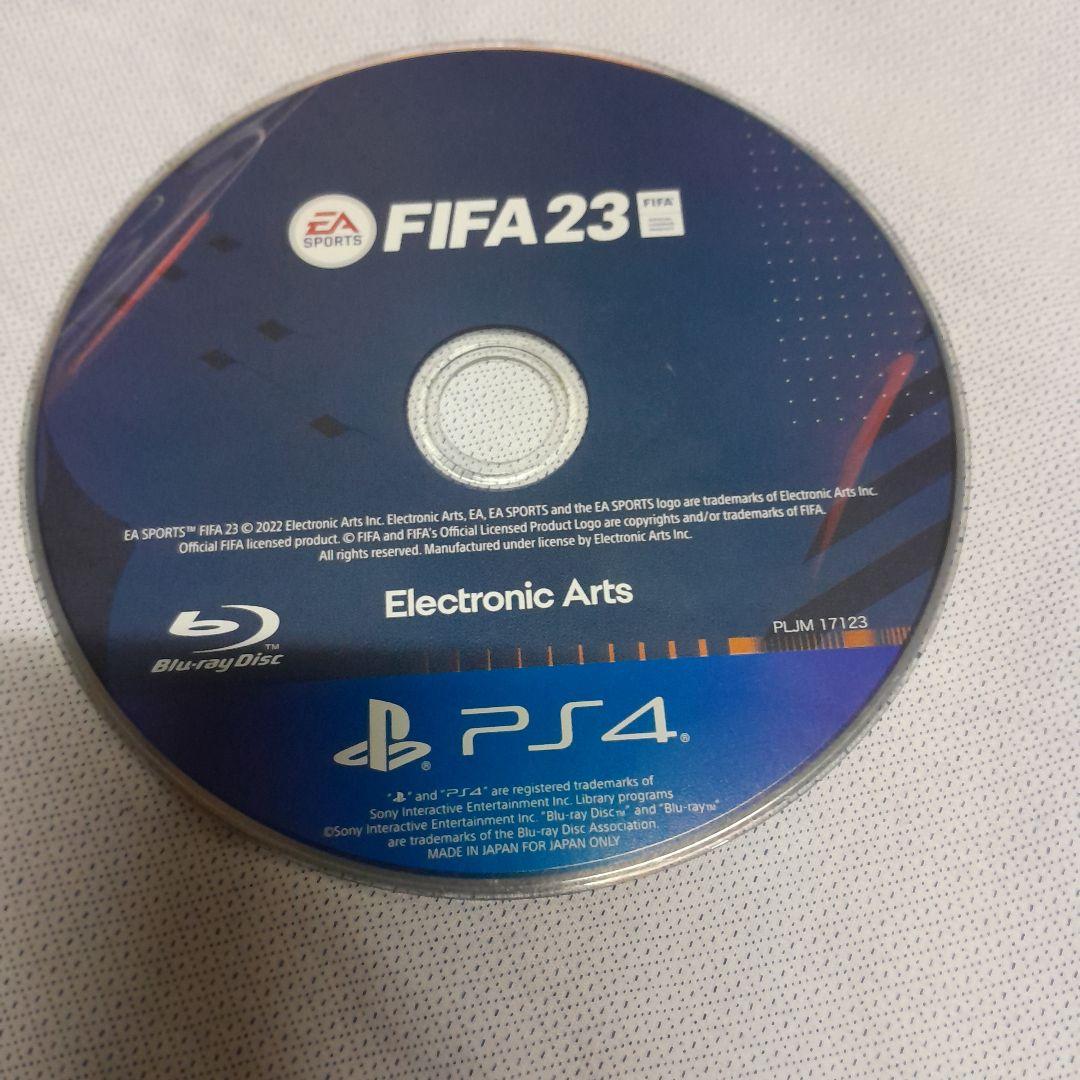 EA
SPORTS™
FIFA 23
FIFA
EA SPORTS™ FIFA 23 © 2022 Electronic Arts Inc. Electronic Arts, EA, EA SPORTS and the EA SPORTS logo are trademarks of Electronic Arts Inc.
Official FIFA licensed product. © FIFA and FIFA's Official Licensed Product Logo are copyrights and/or trademarks of FIFA.
All rights reserved. Manufactured under license by Electronic Arts Inc.
Electronic Arts
PLJM 17123
Blu-ray Disc™
PS4®
" " and "PS4" are registered trademarks of
Sony Interactive Entertainment Inc. Library programs
©Sony Interactive Entertainment Inc. "Blu-ray Disc™" and "Blu-ray™"
are trademarks of the Blu-ray Disc Association.
MADE IN JAPAN FOR JAPAN ONLY